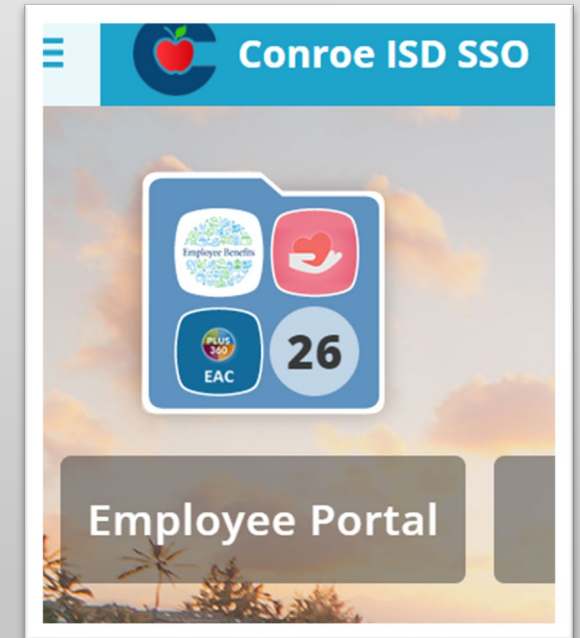 Conroe ISD SSO
Employee Benefits
PLUS
360
EAC
26
Employee Portal